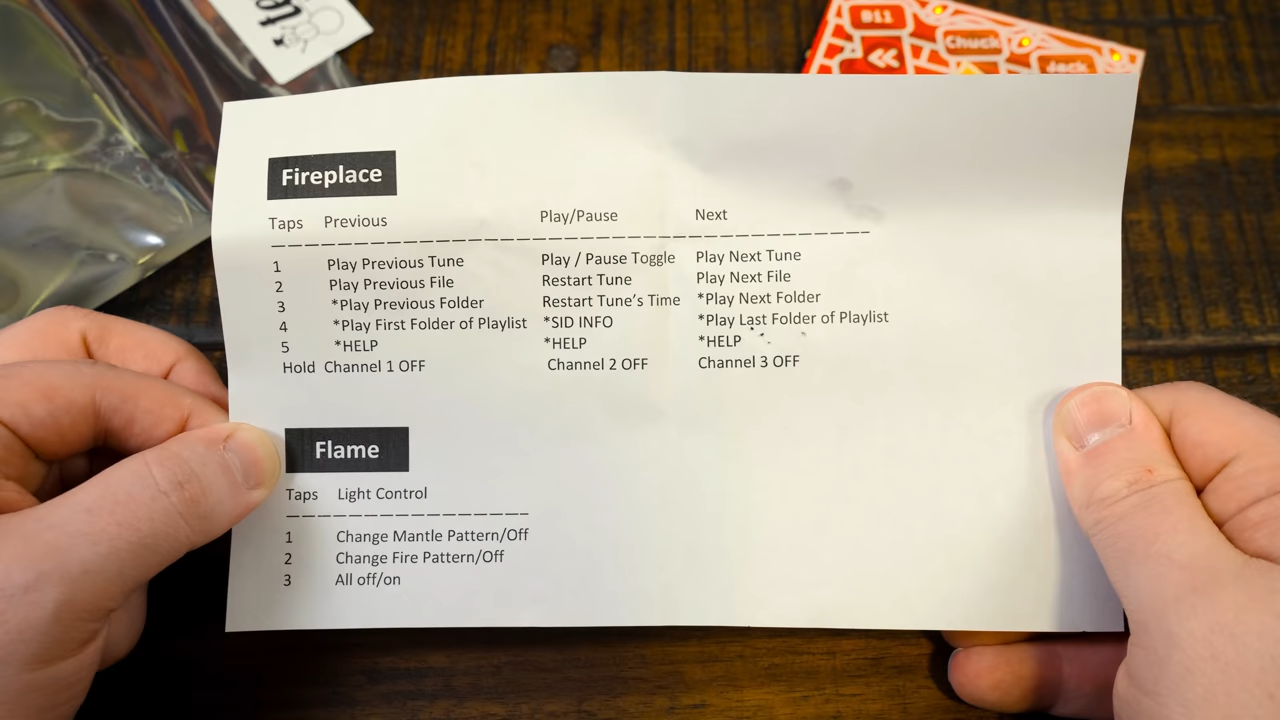 Bil
Chuck
Jack
Fireplace
Taps Previous Play/Pause Next
1 Play Previous Tune Play / Pause Toggle Play Next Tune
2 Play Previous File Restart Tune Play Next File
3 *Play Previous Folder Restart Tune’s Time *Play Next Folder
4 *Play First Folder of Playlist *SID INFO *Play Last Folder of Playlist
5 *HELP *HELP *HELP
Hold Channel 1 OFF Channel 2 OFF Channel 3 OFF
Flame
Taps Light Control
1 Change Mantle Pattern/Off
2 Change Fire Pattern/Off
3 All off/on